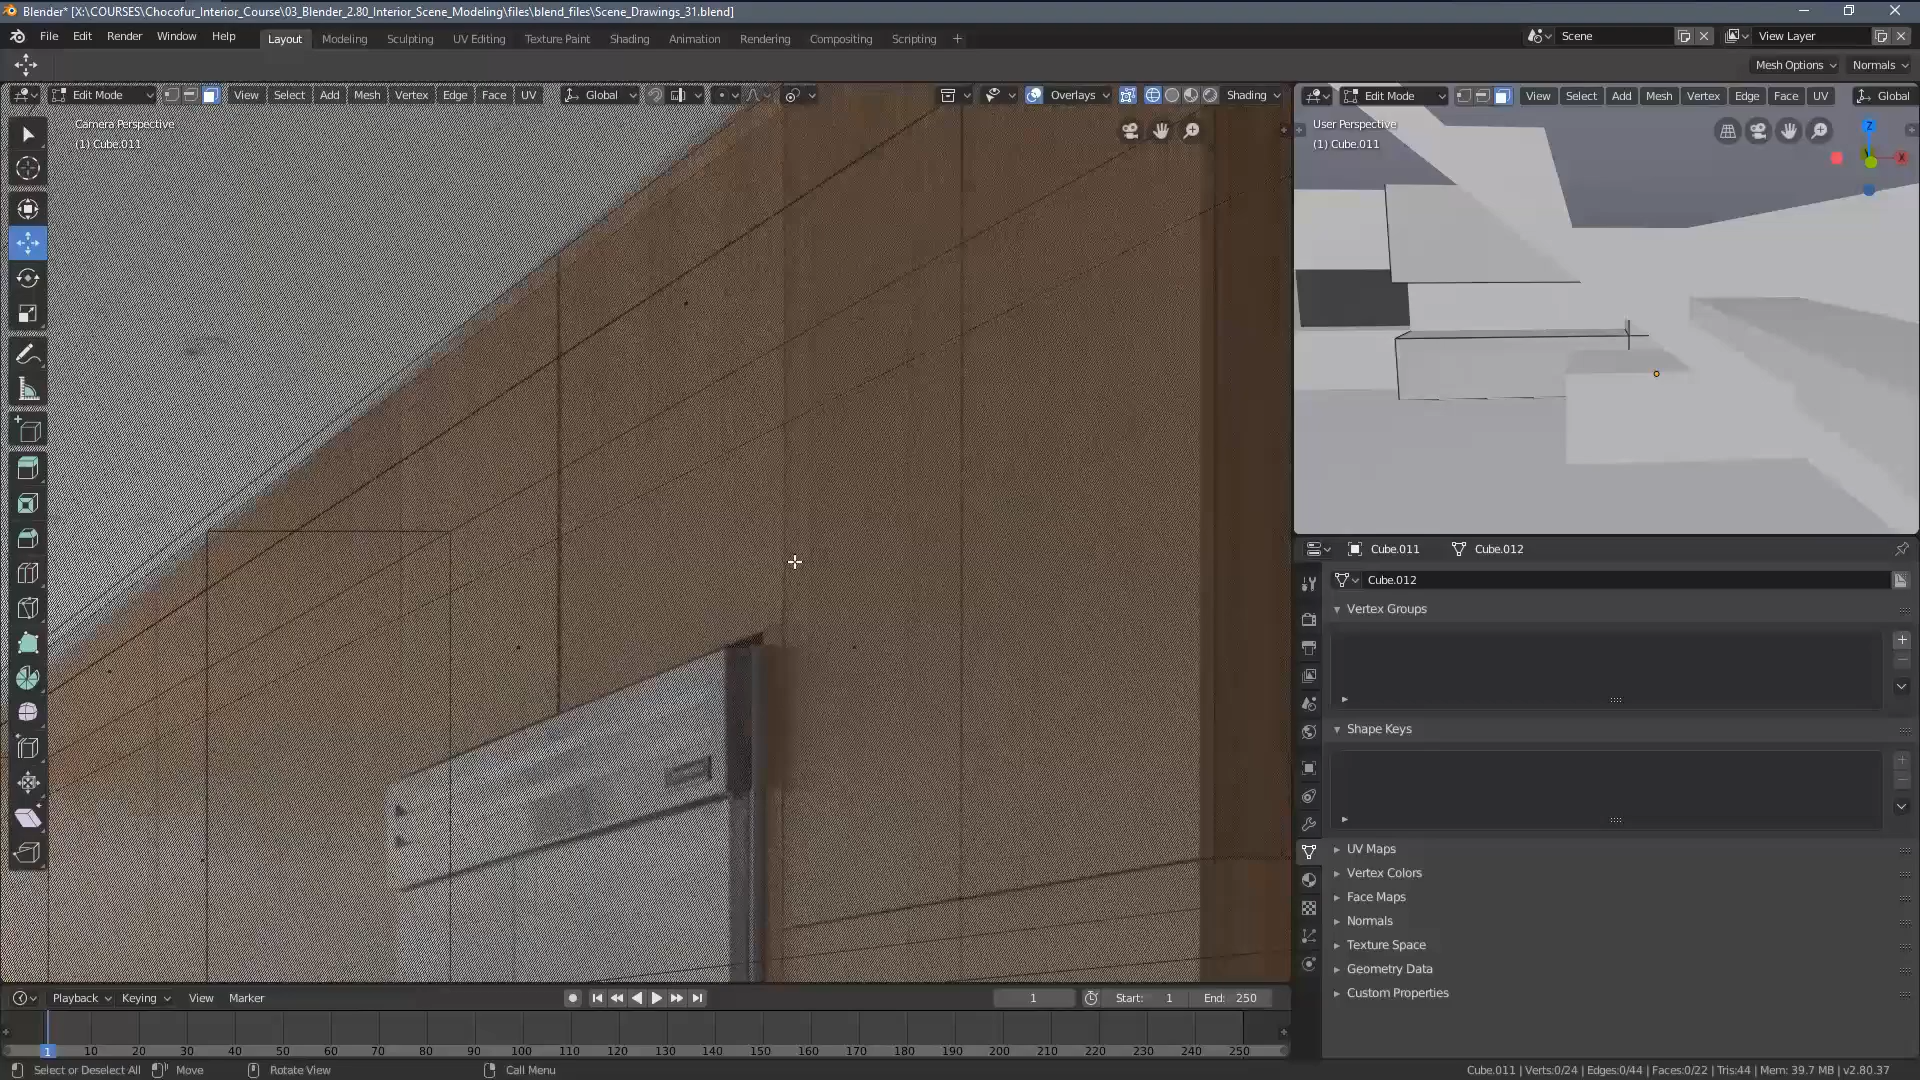 Blender* [X:\COURSES\Chocofur_Interior_Course\03_Blender_2.80_Interior_Scene_Modeling\files\blend_files\Scene_Drawings_31.blend]
File Edit Render Window Help Layout Modeling Sculpting UV Editing Texture Paint Shading Animation Rendering Compositing Scripting + Scene View Layer
Mesh Options Normals
Edit Mode View Select Add Mesh Vertex Edge Face UV Global Overlays Shading
Edit Mode View Select Add Mesh Vertex Edge Face UV Global
Camera Perspective
(1) Cube.011
User Perspective
(1) Cube.011
Z
X
Cube.011 Cube.012
Cube.012
Vertex Groups
Shape Keys
UV Maps
Vertex Colors
Face Maps
Normals
Texture Space
Geometry Data
Custom Properties
Playback Keying View Marker 1 Start: 1 End: 250
1 10 20 30 40 50 60 70 80 90 100 110 120 130 140 150 160 170 180 190 200 210 220 230 240 250
Select or Deselect All Move Rotate View Call Menu Cube.011 | Verts:0/24 | Edges:0/44 | Faces:0/22 | Tris:44 | Mem: 39.7 MB | v2.80.37